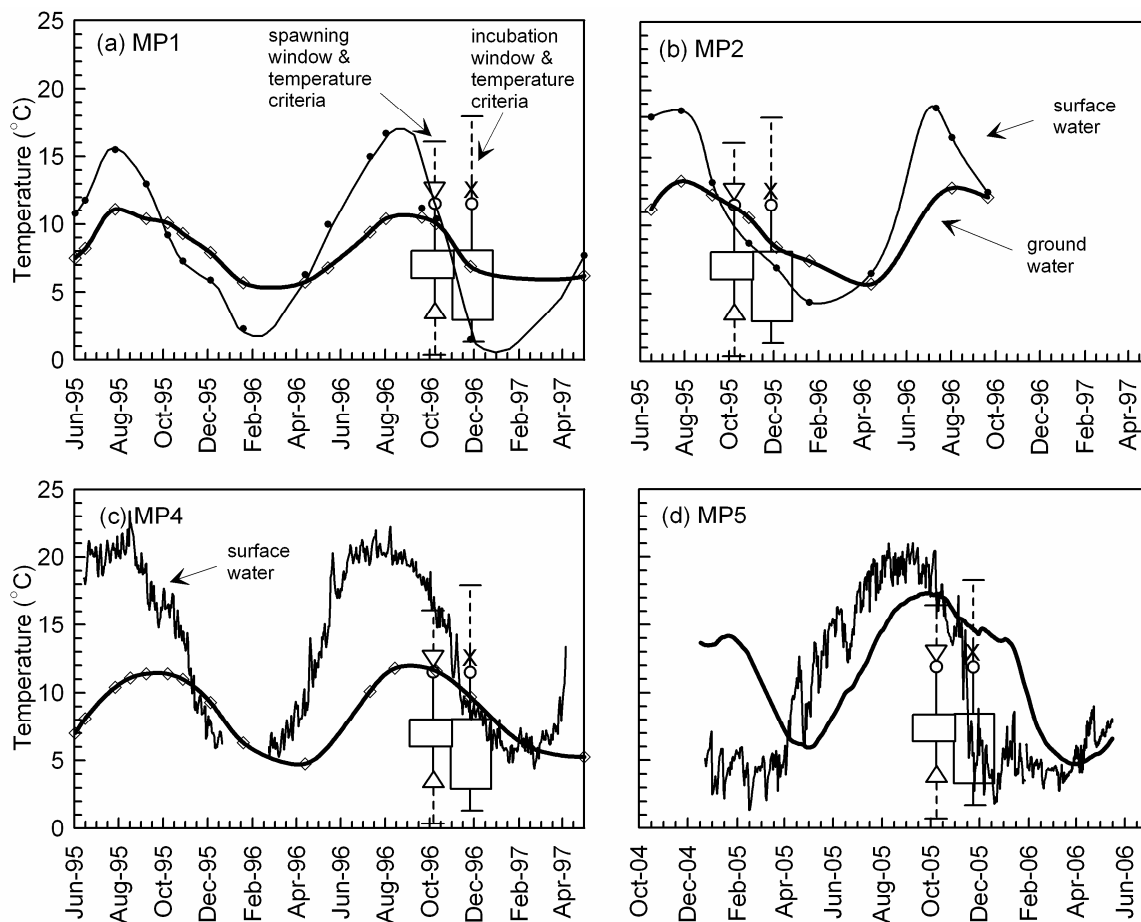 25
20
15
10
5
0
Temperature (°C)
(a) MP1
spawning
window &
temperature
criteria
incubation
window &
temperature
criteria
Jun-95
Aug-95
Oct-95
Dec-95
Feb-96
Apr-96
Jun-96
Aug-96
Oct-96
Dec-96
Feb-97
Apr-97
(b) MP2
surface
water
ground
water
Jun-95
Aug-95
Oct-95
Dec-95
Feb-96
Apr-96
Jun-96
Aug-96
Oct-96
Dec-96
Feb-97
Apr-97
25
20
15
10
5
0
Temperature (°C)
(c) MP4
surface
water
Jun-95
Aug-95
Oct-95
Dec-95
Feb-96
Apr-96
Jun-96
Aug-96
Oct-96
Dec-96
Feb-97
Apr-97
(d) MP5
Oct-04
Dec-04
Feb-05
Apr-05
Jun-05
Aug-05
Oct-05
Dec-05
Feb-06
Apr-06
Jun-06